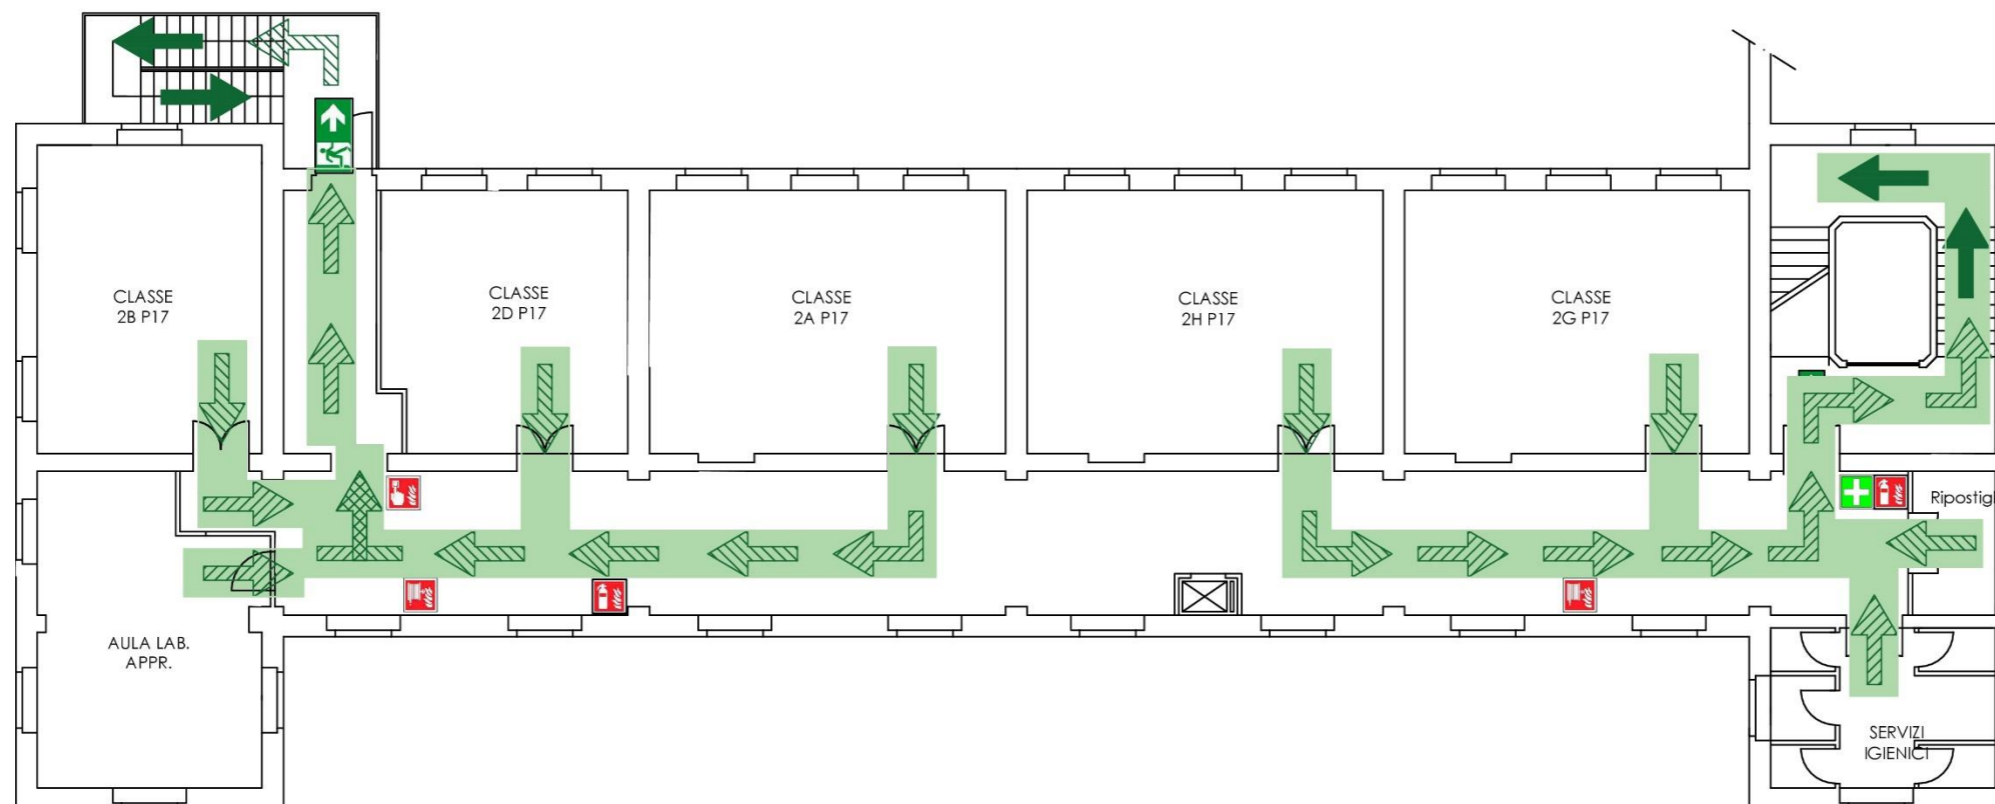 CLASSE
2B P17
CLASSE
2D P17
CLASSE
2A P17
CLASSE
2H P17
CLASSE
2G P17
Ripostigl
AULA LAB.
APPR.
SERVIZI
IGIENICI